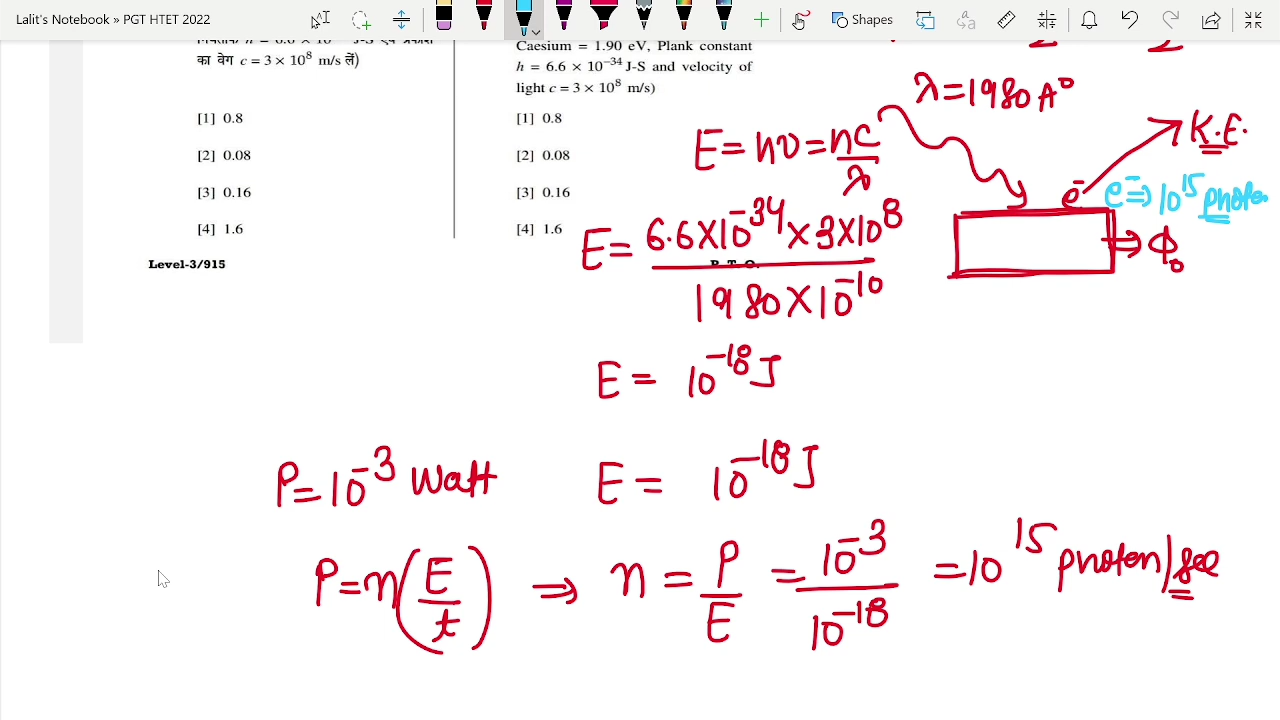 Lalit's Notebook » PGT HTET 2022
Shapes
का वेग c = 3 × 10⁸ m/s लें)
[1] 0.8
[2] 0.08
[3] 0.16
[4] 1.6
Level-3/915
Caesium = 1.90 eV, Plank constant
h = 6.6 × 10⁻³⁴ J-S and velocity of
light c = 3 × 10⁸ m/s)
[1] 0.8
[2] 0.08
[3] 0.16
[4] 1.6
P. T. O.
λ = 1980 A°
E = hν = hc/λ
K.E.
e⁻
e⁻ ⇒ 10¹⁵ photon
⇒ Φ₀
E = 6.6 × 10⁻³⁴ × 3 × 10⁸
1980 × 10⁻¹⁰
E = 10⁻¹⁸ J
P = 10⁻³ Watt
E = 10⁻¹⁸ J
P = n(E/t) ⇒ n = P/E = 10⁻³/10⁻¹⁸ = 10¹⁵ photon/sec